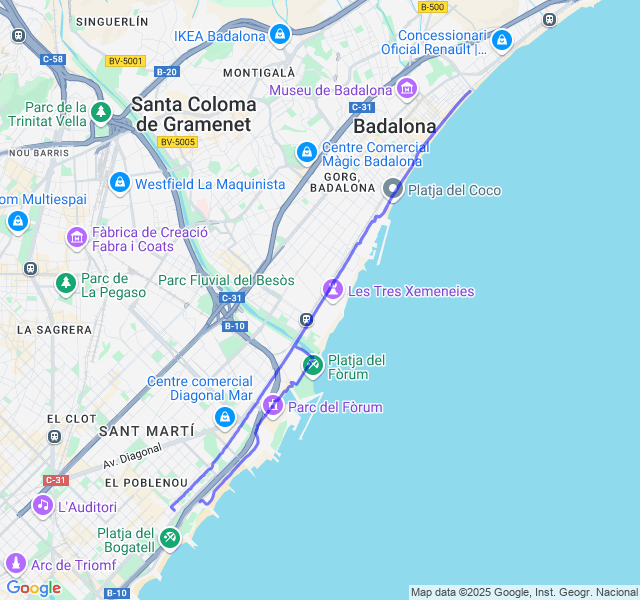 SINGUERLÍN
B-500
IKEA Badalona
Concessionari
Oficial Renault |...
C-58
BV-5001
B-20
MONTIGALÀ
Museu de Badalona
Parc de la
Trinitat Vella
Santa Coloma
de Gramenet
C-31
Badalona
NOU BARRIS
BV-5005
Centre Comercial
Màgic Badalona
Westfield La Maquinista
GORG,
BADALONA
Platja del Coco
om Multiespai
Fàbrica de Creació
Fabra i Coats
Parc de
La Pegaso
Parc Fluvial del Besòs
C-31
Les Tres Xemeneies
LA SAGRERA
B-10
Platja del
Fòrum
Centre comercial
Diagonal Mar
Parc del Fòrum
EL CLOT
SANT MARTÍ
Av. Diagonal
C-31
EL POBLENOU
L'Auditori
Platja del
Bogatell
Arc de Triomf
Google
B-10
Map data ©2025 Google, Inst. Geogr. Nacional